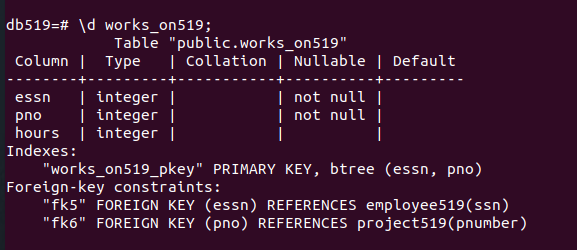 db519=# \d works_on519;
Table "public.works_on519"
Column | Type | Collation | Nullable | Default
--------+---------+-----------+----------+---------
essn | integer | | not null |
pno | integer | | not null |
hours | integer | | |
Indexes:
"works_on519_pkey" PRIMARY KEY, btree (essn, pno)
Foreign-key constraints:
"fk5" FOREIGN KEY (essn) REFERENCES employee519(ssn)
"fk6" FOREIGN KEY (pno) REFERENCES project519(pnumber)